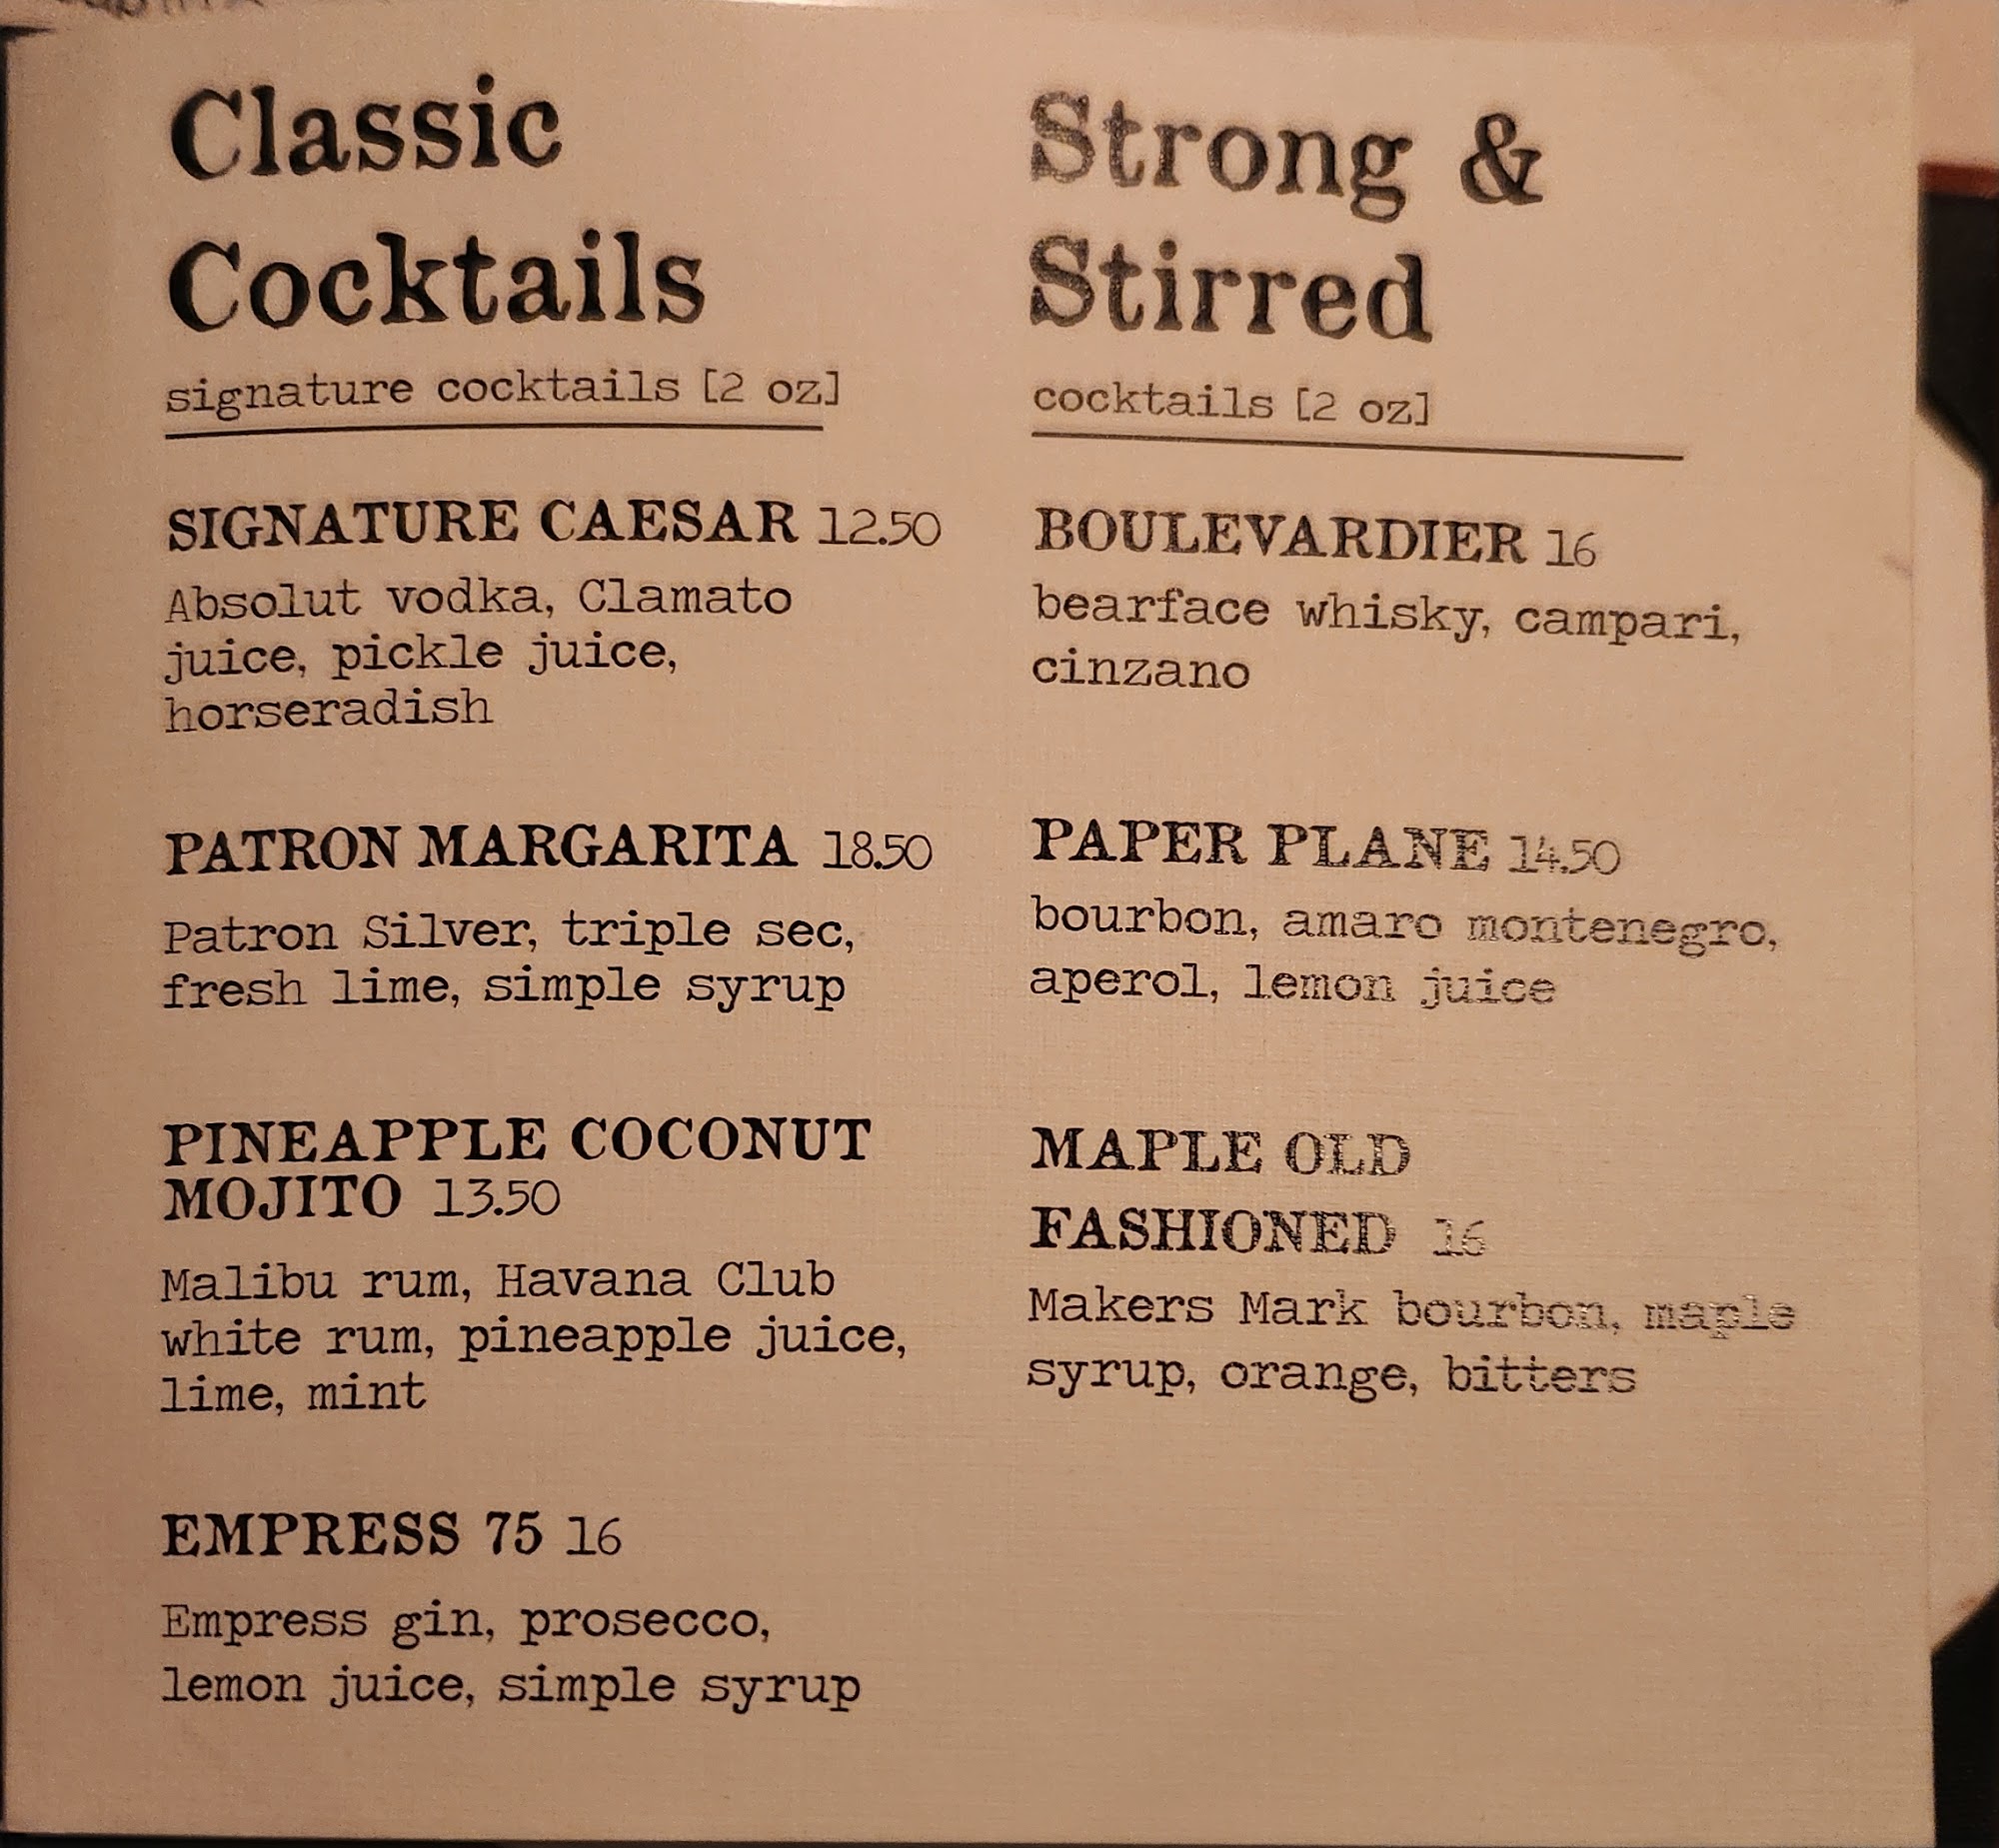 Classic
Cocktails
signature cocktails [2 oz]
SIGNATURE CAESAR 12.50
Absolut vodka, Clamato
juice, pickle juice,
horseradish
PATRON MARGARITA 18.50
Patron Silver, triple sec,
fresh lime, simple syrup
PINEAPPLE COCONUT
MOJITO 13.50
Malibu rum, Havana Club
white rum, pineapple juice,
lime, mint
EMPRESS 75 16
Empress gin, prosecco,
lemon juice, simple syrup
Strong &
Stirred
cocktails [2 oz]
BOULEVARDIER 16
bearface whisky, campari,
cinzano
PAPER PLANE 14.50
bourbon, amaro montenegro,
aperol, lemon juice
MAPLE OLD
FASHIONED 16
Makers Mark bourbon, maple
syrup, orange, bitters